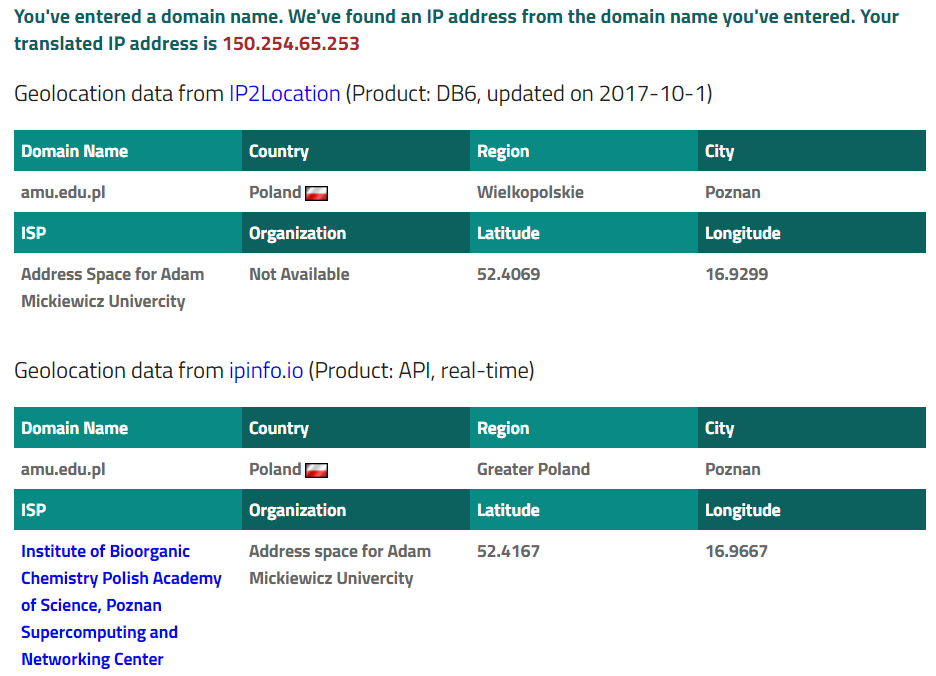 You've entered a domain name. We've found an IP address from the domain name you've entered. Your
translated IP address is 150.254.65.253
Geolocation data from IP2Location (Product: DB6, updated on 2017-10-1)
Domain Name Country Region City
amu.edu.pl Poland Wielkopolskie Poznan
ISP Organization Latitude Longitude
Address Space for Adam Not Available 52.4069 16.9299
Mickiewicz Univercity
Geolocation data from ipinfo.io (Product: API, real-time)
Domain Name Country Region City
amu.edu.pl Poland Greater Poland Poznan
ISP Organization Latitude Longitude
Institute of Bioorganic Address space for Adam 52.4167 16.9667
Chemistry Polish Academy Mickiewicz Univercity
of Science, Poznan
Supercomputing and
Networking Center